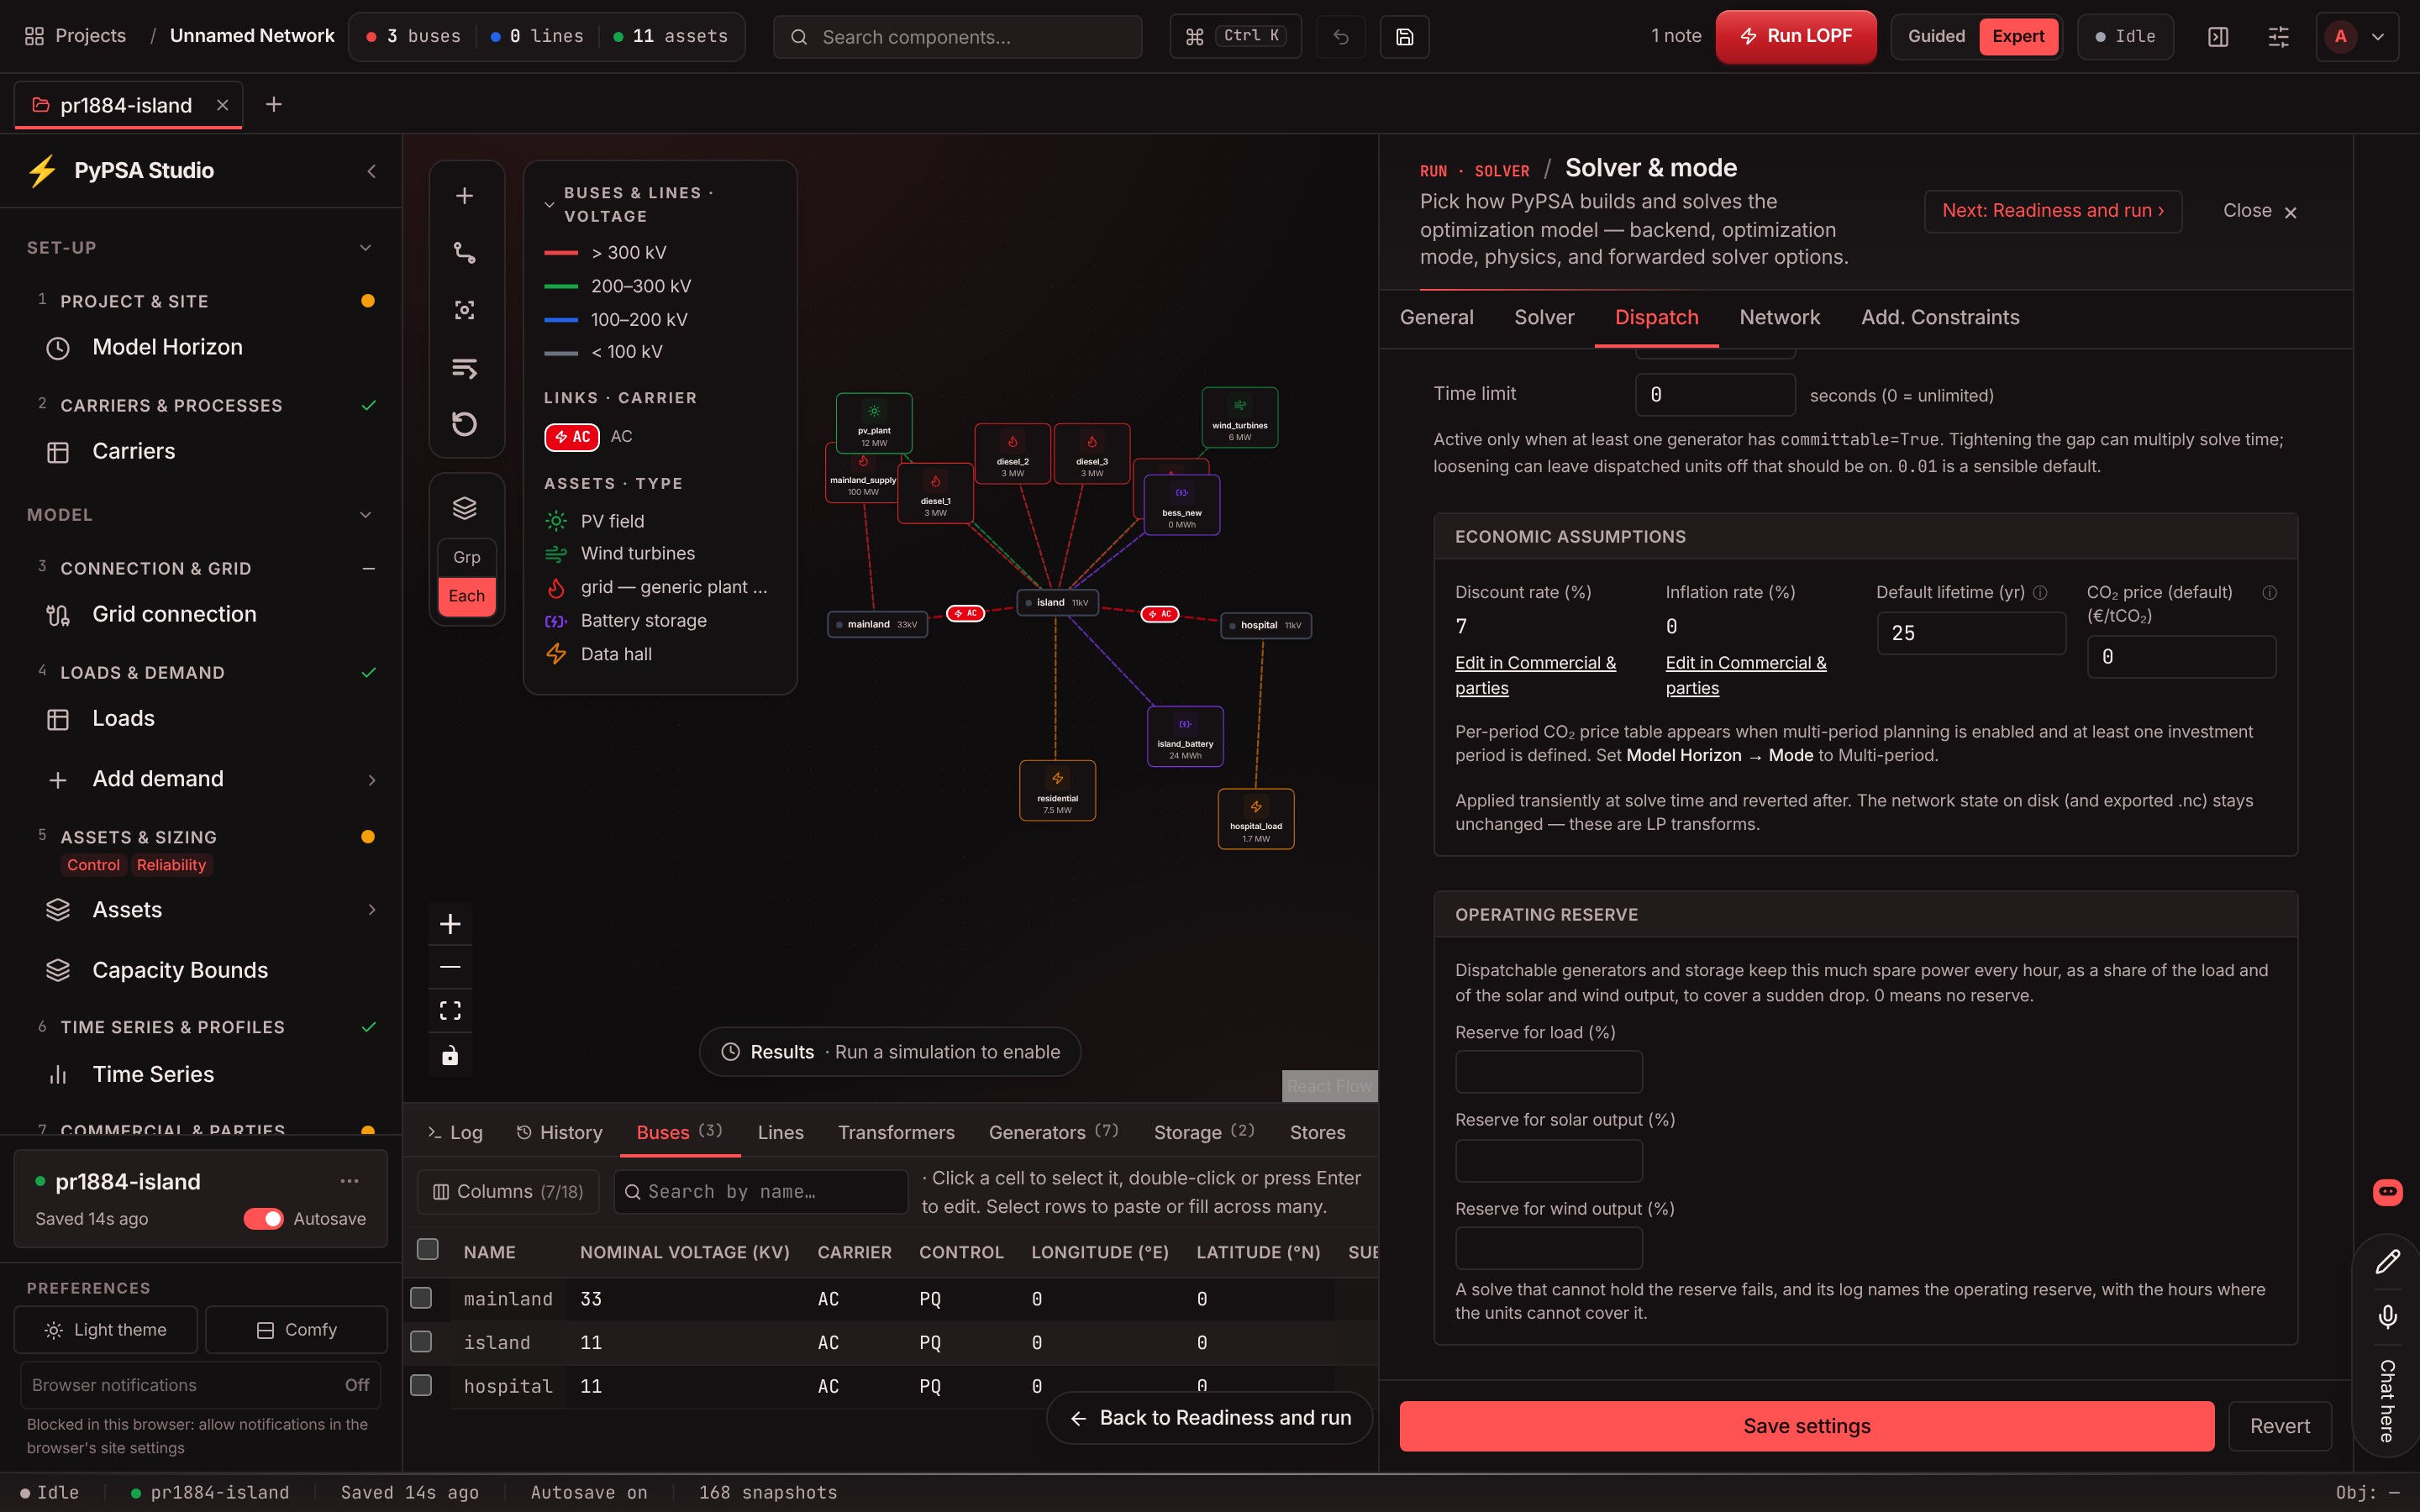 Projects / Unnamed Network
3 buses 0 lines 11 assets
Search components...
Ctrl K
1 note
Run LOPF
Guided Expert
Idle
A
pr1884-island
PyPSA Studio
SET-UP
1 PROJECT & SITE
Model Horizon
2 CARRIERS & PROCESSES
Carriers
MODEL
3 CONNECTION & GRID
Grid connection
4 LOADS & DEMAND
Loads
Add demand
5 ASSETS & SIZING
Control Reliability
Assets
Capacity Bounds
6 TIME SERIES & PROFILES
Time Series
7 COMMERCIAL & PARTIES
pr1884-island
Saved 14s ago Autosave
PREFERENCES
Light theme Comfy
Browser notifications Off
Blocked in this browser: allow notifications in the
browser's site settings
Grp
Each
BUSES & LINES ·
VOLTAGE
> 300 kV
200–300 kV
100–200 kV
< 100 kV
LINKS · CARRIER
AC AC
ASSETS · TYPE
PV field
Wind turbines
grid — generic plant ...
Battery storage
Data hall
pv_plant
12 MW
mainland_supply
100 MW
diesel_1
3 MW
diesel_2
3 MW
diesel_3
3 MW
wind_turbines
6 MW
bess_new
0 MWh
mainland 33kV
AC
island 11kV
AC
hospital 11kV
island_battery
24 MWh
residential
7.5 MW
hospital_load
1.7 MW
Results · Run a simulation to enable
React Flow
Log History Buses (3) Lines Transformers Generators (7) Storage (2) Stores
Columns (7/18)
Search by name…
· Click a cell to select it, double-click or press Enter
to edit. Select rows to paste or fill across many.
NAME NOMINAL VOLTAGE (KV) CARRIER CONTROL LONGITUDE (°E) LATITUDE (°N)
mainland 33 AC PQ 0 0
island 11 AC PQ 0 0
hospital 11 AC PQ 0 0
Back to Readiness and run
RUN · SOLVER / Solver & mode
Pick how PyPSA builds and solves the
optimization model — backend, optimization
mode, physics, and forwarded solver options.
Next: Readiness and run ›
Close ×
General Solver Dispatch Network Add. Constraints
Time limit 0 seconds (0 = unlimited)
Active only when at least one generator has committable=True. Tightening the gap can multiply solve time;
loosening can leave dispatched units off that should be on. 0.01 is a sensible default.
ECONOMIC ASSUMPTIONS
Discount rate (%)
7
Edit in Commercial &
parties
Inflation rate (%)
0
Edit in Commercial &
parties
Default lifetime (yr)
25
CO₂ price (default)
(€/tCO₂)
0
Per-period CO₂ price table appears when multi-period planning is enabled and at least one investment
period is defined. Set Model Horizon → Mode to Multi-period.
Applied transiently at solve time and reverted after. The network state on disk (and exported .nc) stays
unchanged — these are LP transforms.
OPERATING RESERVE
Dispatchable generators and storage keep this much spare power every hour, as a share of the load and
of the solar and wind output, to cover a sudden drop. 0 means no reserve.
Reserve for load (%)
Reserve for solar output (%)
Reserve for wind output (%)
A solve that cannot hold the reserve fails, and its log names the operating reserve, with the hours where
the units cannot cover it.
Save settings
Revert
Chat here
Idle pr1884-island Saved 14s ago Autosave on 168 snapshots
Obj: —